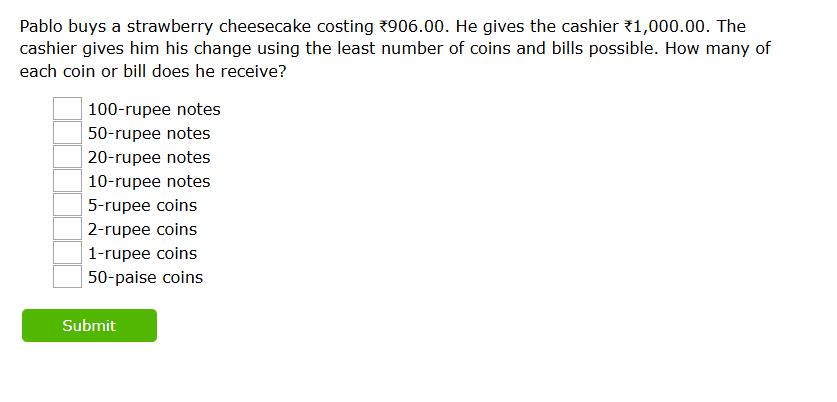 Pablo buys a strawberry cheesecake costing ₹906.00. He gives the cashier ₹1,000.00. The
cashier gives him his change using the least number of coins and bills possible. How many of
each coin or bill does he receive?
100-rupee notes
50-rupee notes
20-rupee notes
10-rupee notes
5-rupee coins
2-rupee coins
1-rupee coins
50-paise coins
Submit